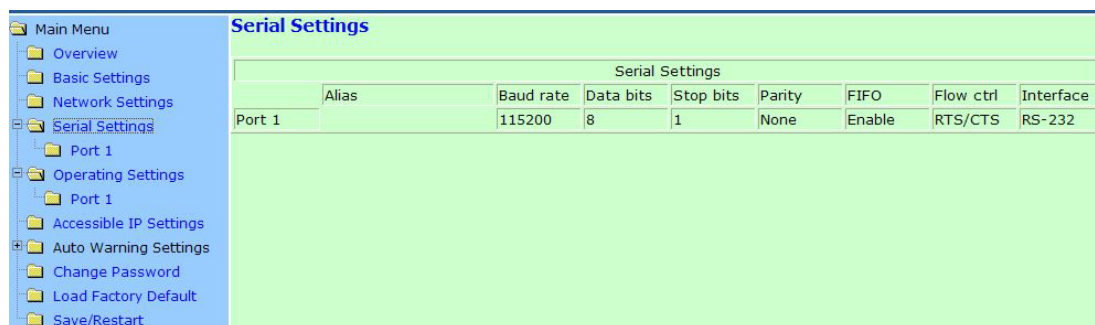 Main Menu
Overview
Basic Settings
Network Settings
Serial Settings
Port 1
Operating Settings
Port 1
Accessible IP Settings
Auto Warning Settings
Change Password
Load Factory Default
Save/Restart
Serial Settings
Serial Settings
Alias Baud rate Data bits Stop bits Parity FIFO Flow ctrl Interface
Port 1 115200 8 1 None Enable RTS/CTS RS-232